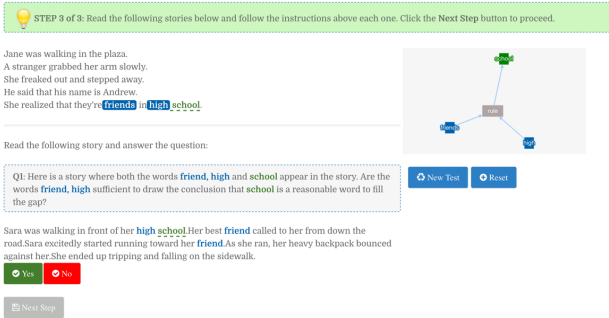 STEP 3 of 3: Read the following stories below and follow the instructions above each one. Click the Next Step button to proceed.
Jane was walking in the plaza.
A stranger grabbed her arm slowly.
She freaked out and stepped away.
He said that his name is Andrew.
She realized that they're friends in high school.
school
rule
friends
high
New Test
Reset
Read the following story and answer the question:
Q1: Here is a story where both the words friend, high and school appear in the story. Are the
words friend, high sufficient to draw the conclusion that school is a reasonable word to fill
the gap?
Sara was walking in front of her high school.Her best friend called to her from down the
road.Sara excitedly started running toward her friend.As she ran, her heavy backpack bounced
against her.She ended up tripping and falling on the sidewalk.
Yes
No
Next Step